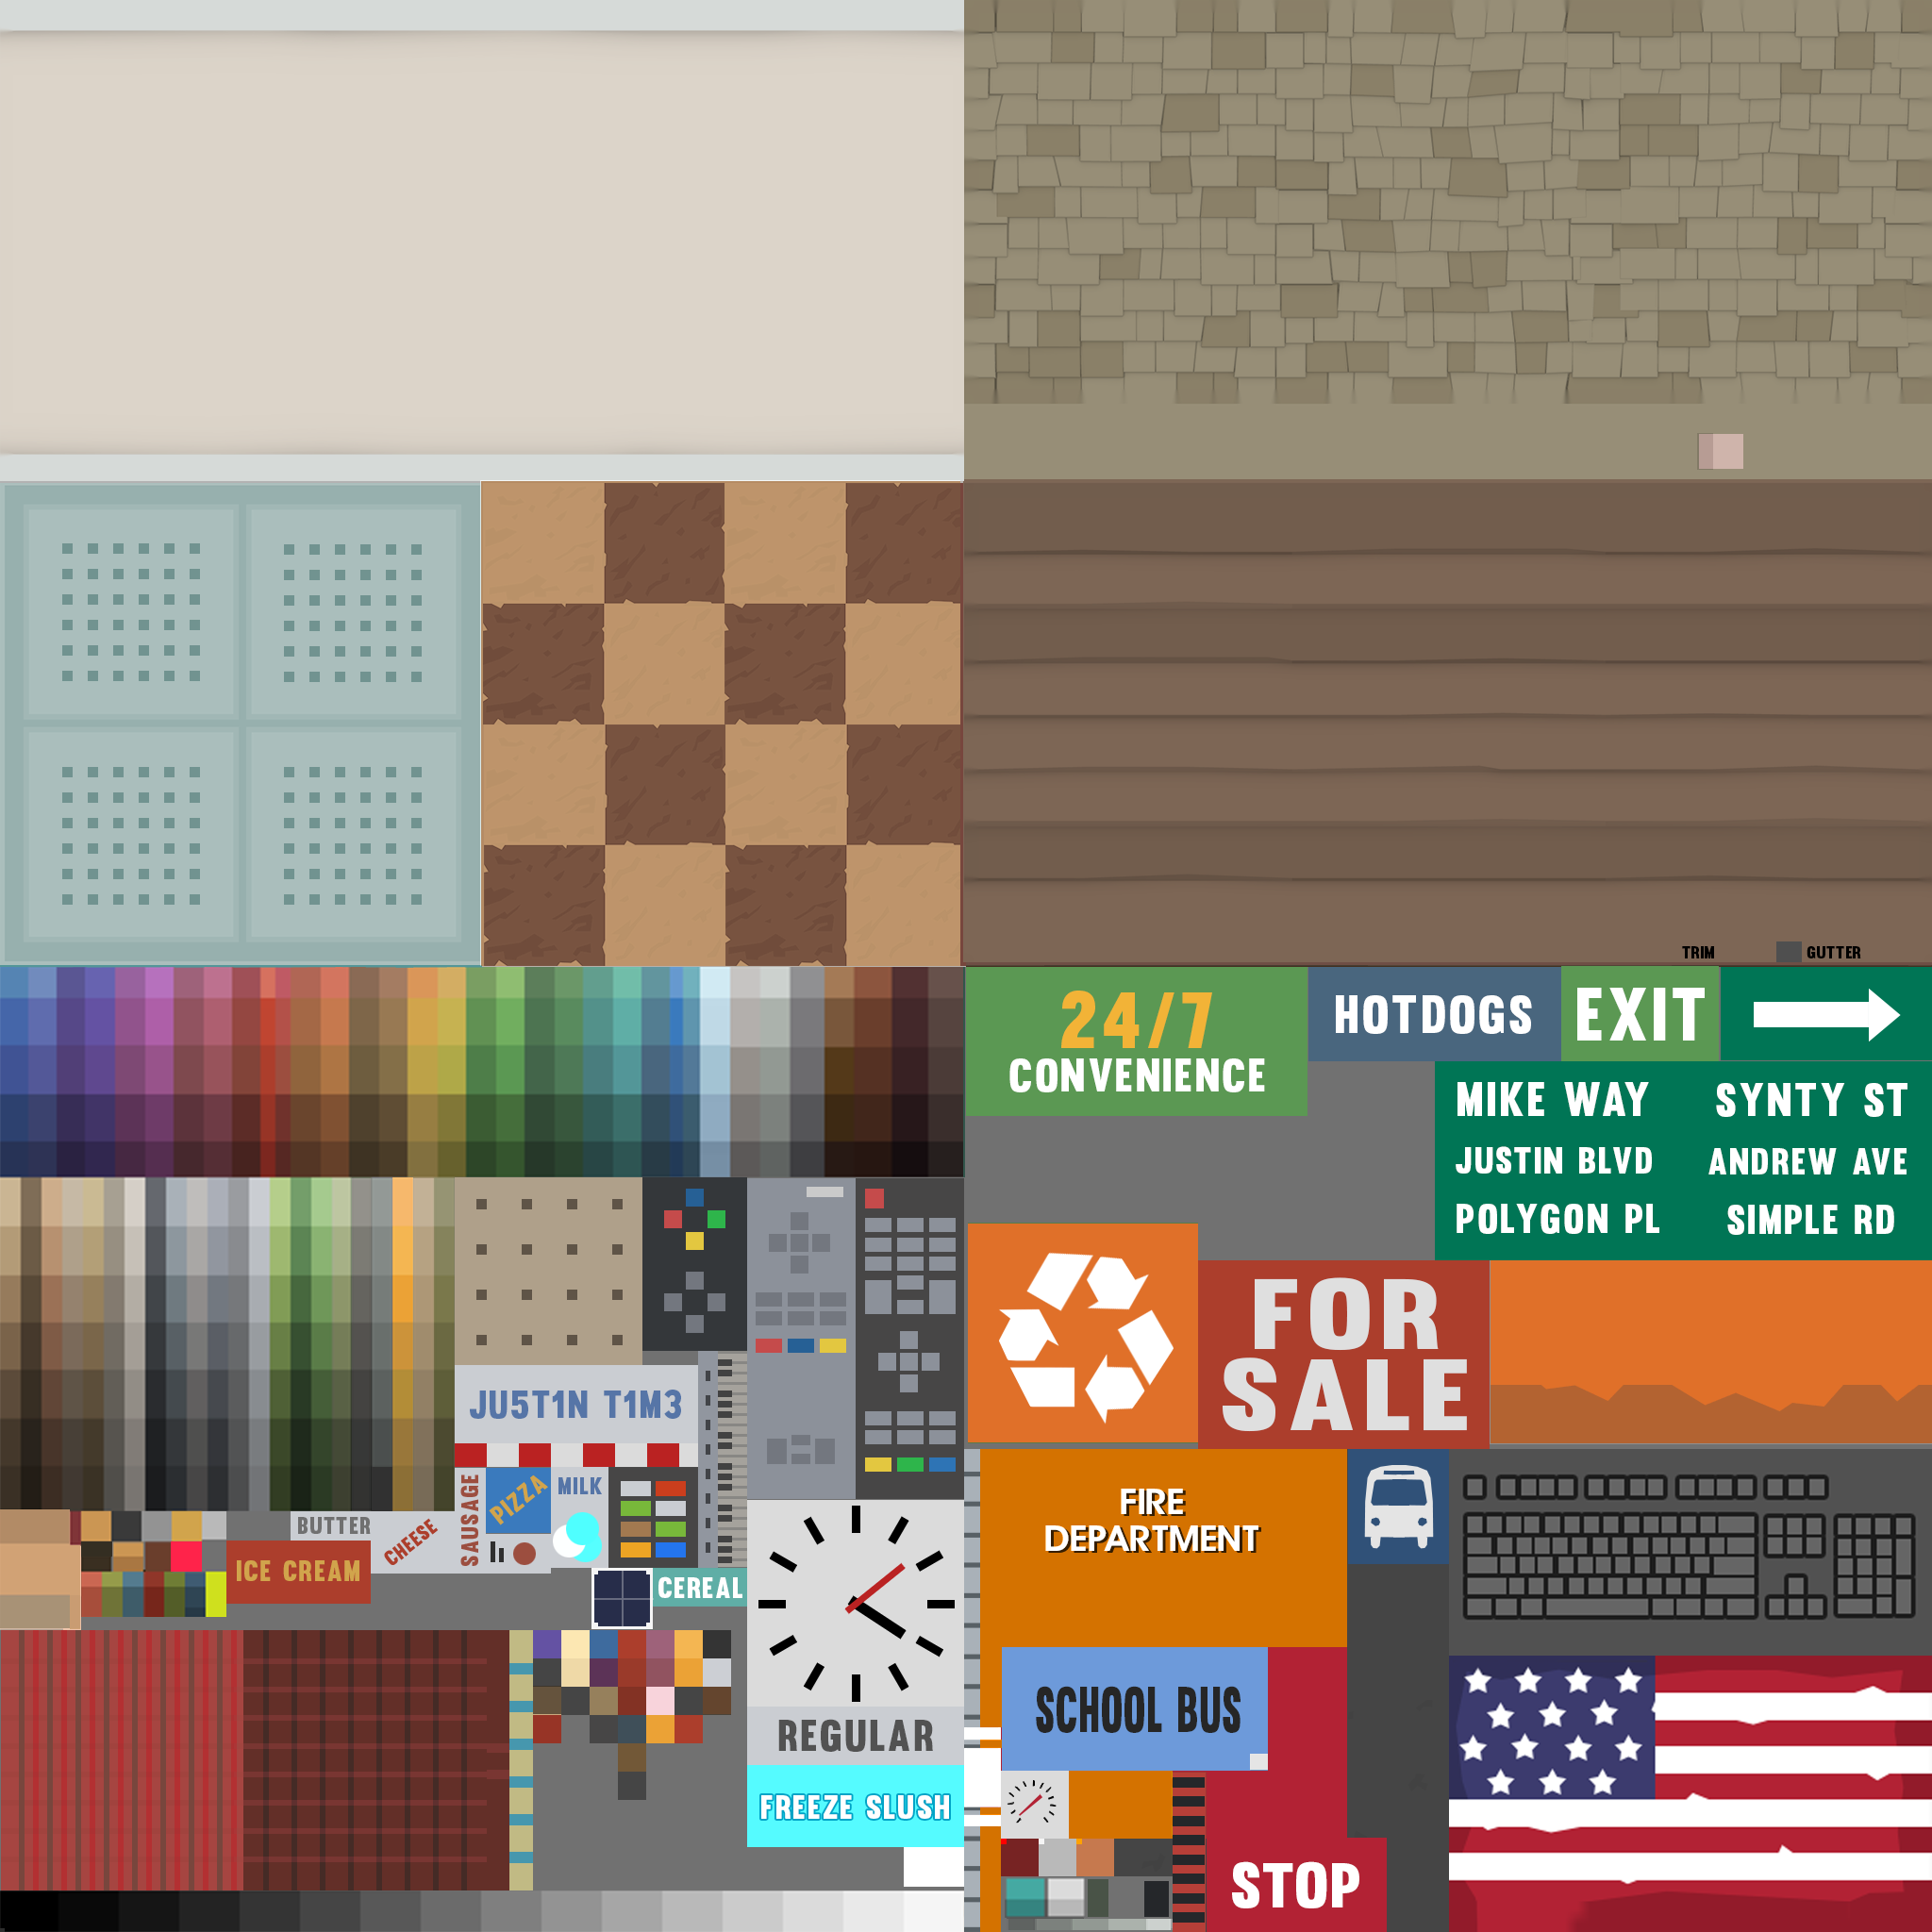 TRIM
GUTTER
24/7
CONVENIENCE
HOTDOGS
EXIT
MIKE WAY
SYNTY ST
JUSTIN BLVD
ANDREW AVE
POLYGON PL
SIMPLE RD
FOR
SALE
JU5T1N T1M3
SAUSAGE
PIZZA
MILK
BUTTER
CHEESE
ICE CREAM
CEREAL
REGULAR
FREEZE SLUSH
FIRE
DEPARTMENT
SCHOOL BUS
STOP